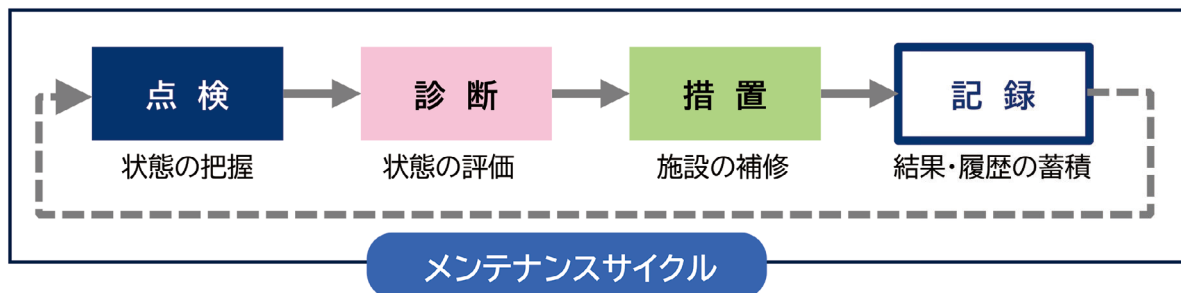 点検
診断
措置
記録
状態の把握
状態の評価
施設の補修
結果・履歴の蓄積
メンテナンスサイクル